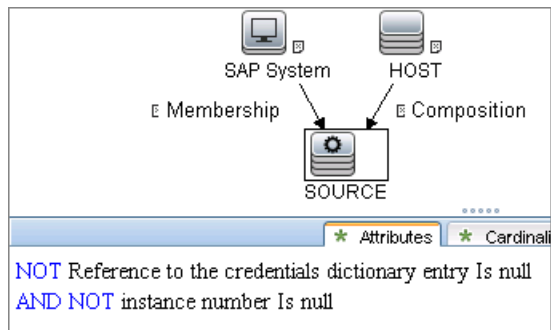 SAP System HOST
Membership Composition
SOURCE
Attributes Cardinali
NOT Reference to the credentials dictionary entry Is null
AND NOT instance number Is null